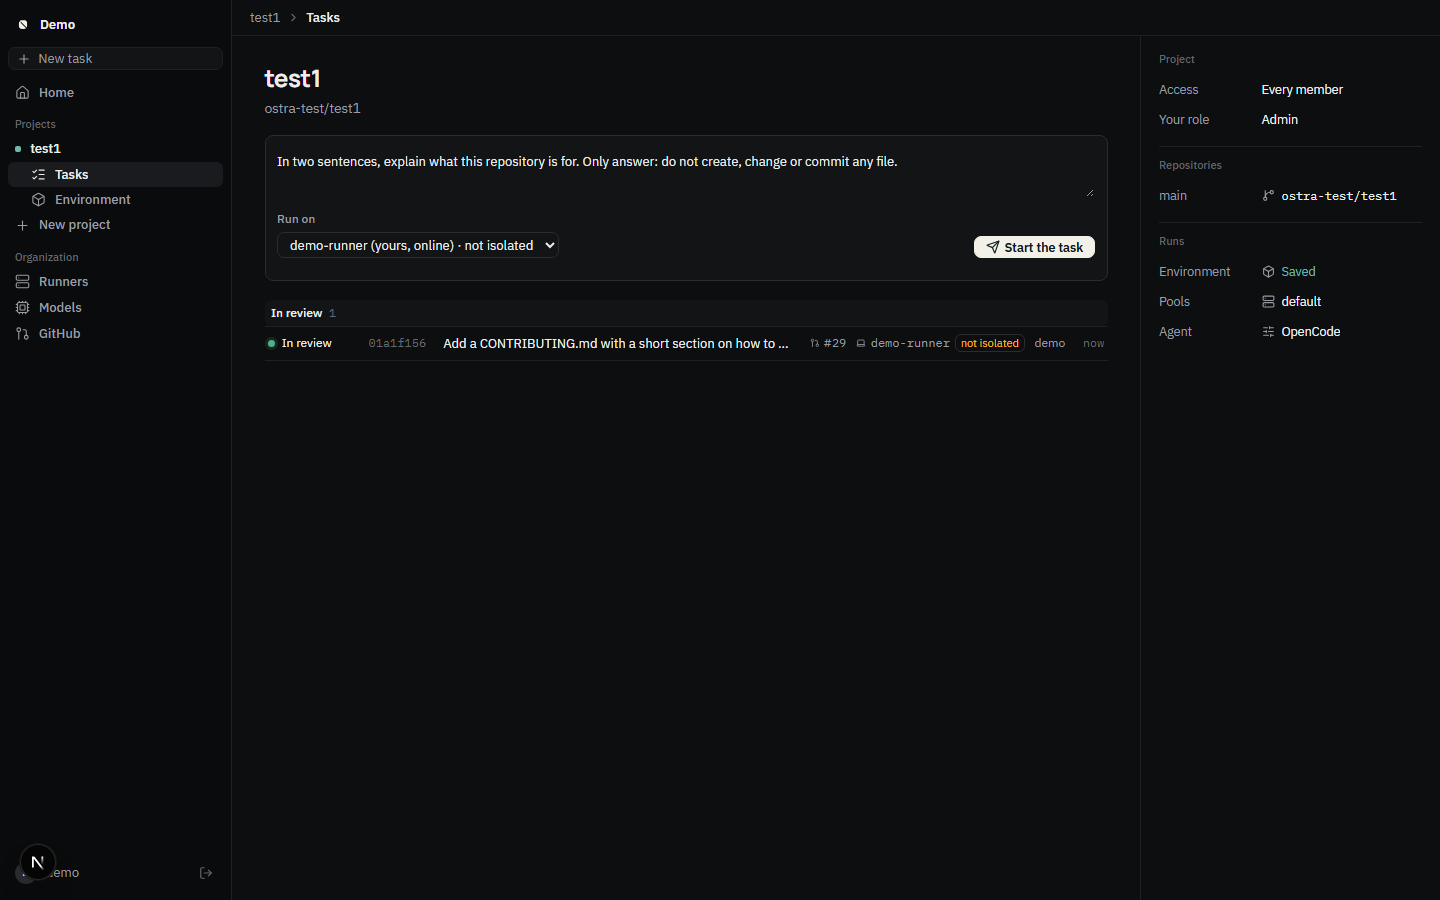 Demo
New task
Home
Projects
test1
Tasks
Environment
New project
Organization
Runners
Models
GitHub
N
emo
test1 > Tasks
test1
ostra-test/test1
In two sentences, explain what this repository is for. Only answer: do not create, change or commit any file.
Run on
demo-runner (yours, online) · not isolated
Start the task
In review 1
In review 01a1f156 Add a CONTRIBUTING.md with a short section on how to ... #29 demo-runner not isolated demo now
Project
Access Every member
Your role Admin
Repositories
main ostra-test/test1
Runs
Environment Saved
Pools default
Agent OpenCode